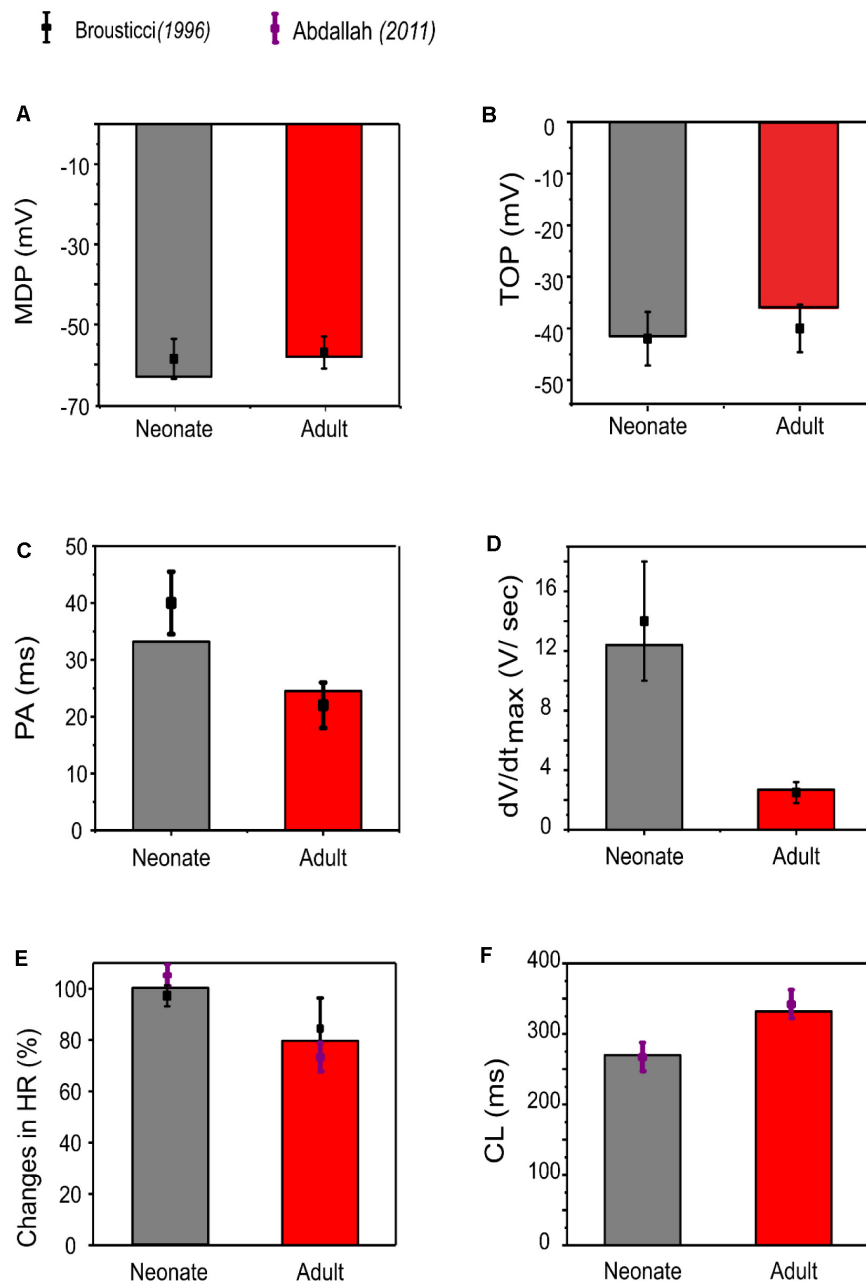 Brousticci(1996)
Abdallah (2011)
A
MDP (mV)
-10
-30
-50
-70
Neonate
Adult
B
TOP (mV)
0
-10
-20
-30
-40
-50
Neonate
Adult
C
PA (ms)
50
40
30
20
10
0
Neonate
Adult
D
dV/dtmax (V/ sec)
16
12
8
4
0
Neonate
Adult
E
Changes in HR (%)
100
80
60
40
20
0
Neonate
Adult
F
CL (ms)
400
300
250
150
100
0
Neonate
Adult